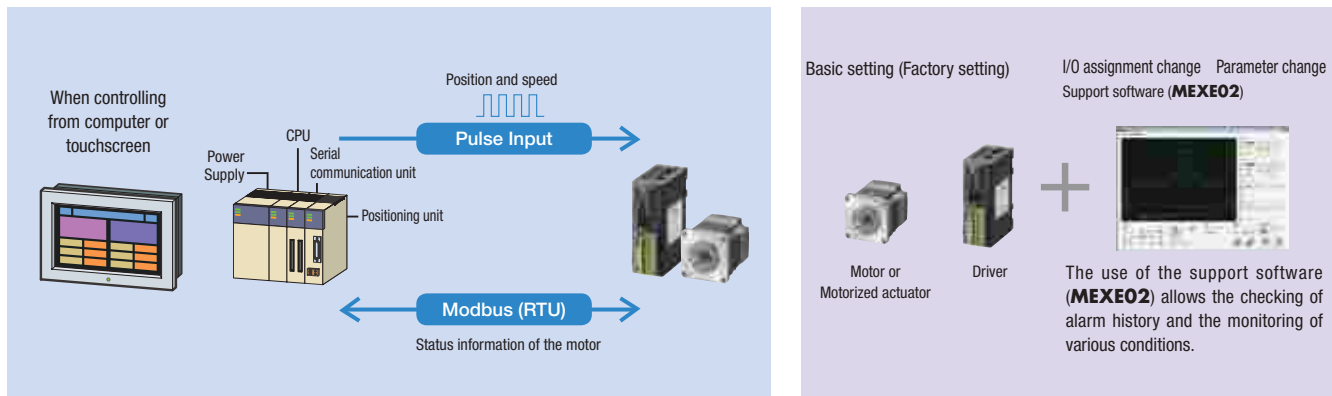 When controlling
from computer or
touchscreen
Position and speed
Pulse Input
CPU
Power
Supply
Serial
communication unit
Positioning unit
Modbus (RTU)
Status information of the motor
Basic setting (Factory setting)
I/O assignment change Parameter change
Support software (MEXE02)
Motor or
Motorized actuator
Driver
The use of the support software
(MEXE02) allows the checking of
alarm history and the monitoring of
various conditions.